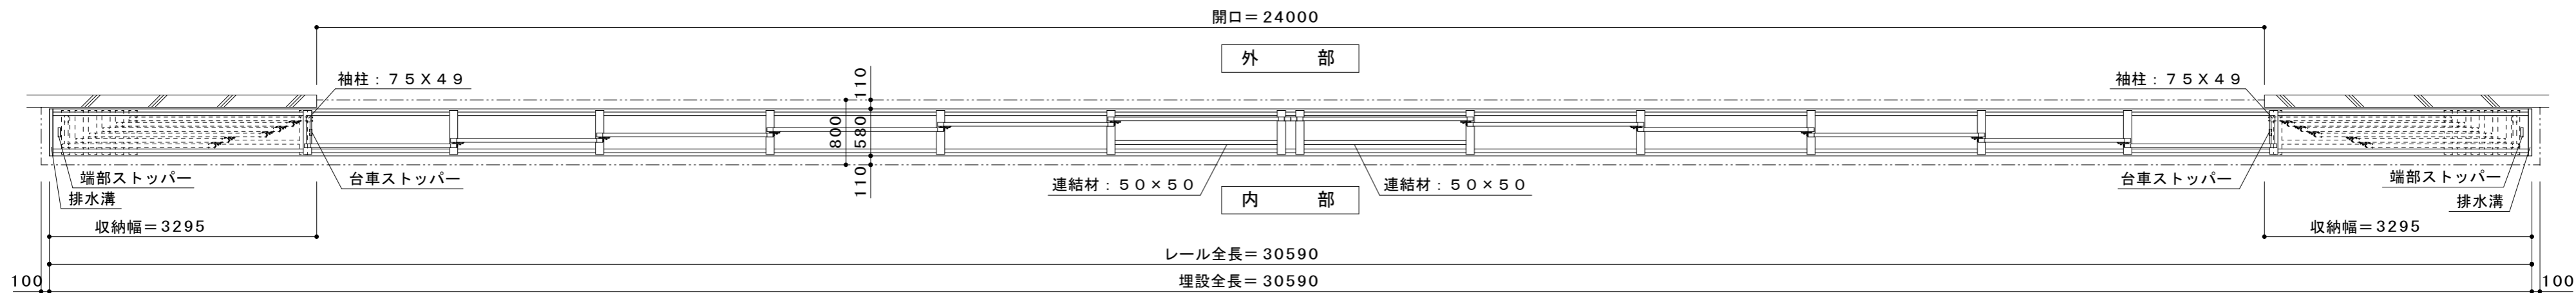 開口＝24000
外　部
袖柱：７５Ｘ４９
袖柱：７５Ｘ４９
110
800
580
110
端部ストッパー
排水溝
台車ストッパー
連結材：５０×５０
連結材：５０×５０
内　部
台車ストッパー
端部ストッパー
排水溝
収納幅＝3295
収納幅＝3295
レール全長＝30590
100
埋設全長＝30590
100